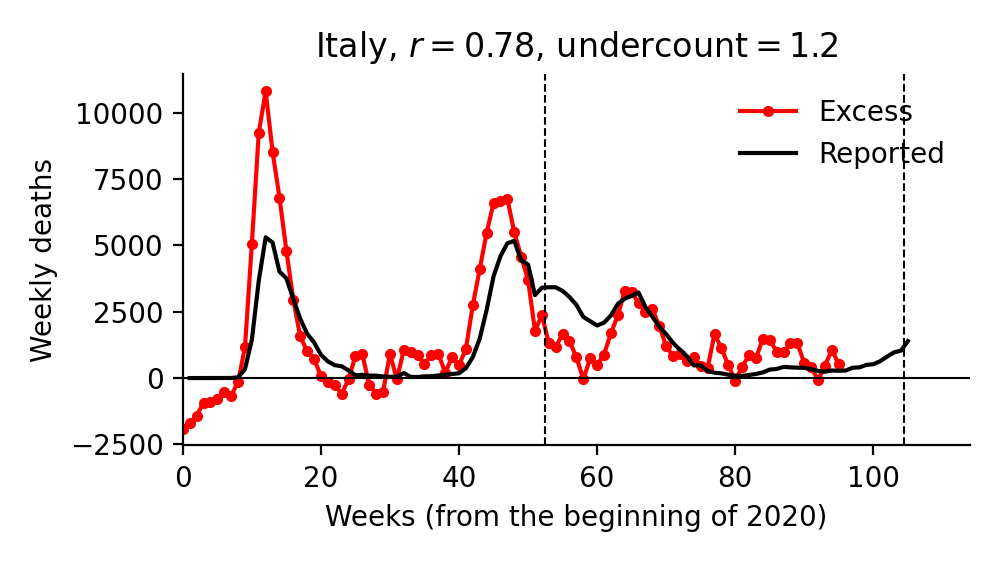 Italy, r = 0.78, undercount = 1.2
Excess
Reported
Weekly deaths
10000
7500
5000
2500
0
−2500
0 20 40 60 80 100
Weeks (from the beginning of 2020)